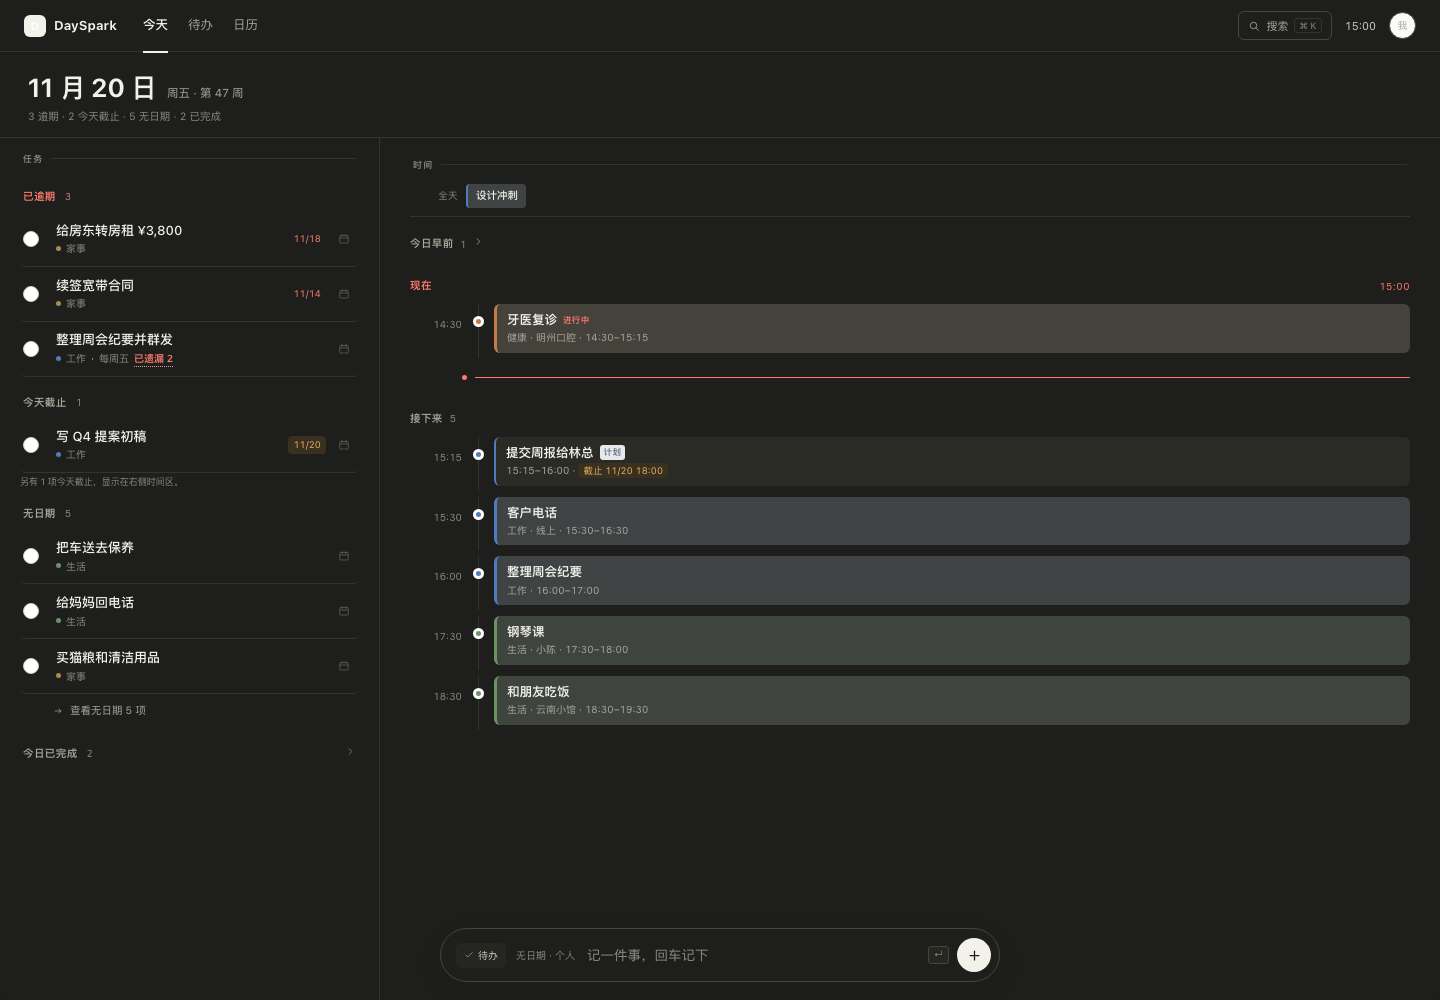 DaySpark
今天
待办
日历
搜索
⌘ K
15:00
我
11 月 20 日
周五 · 第 47 周
3 逾期 · 2 今天截止 · 5 无日期 · 2 已完成
任务
已逾期 3
给房东转房租 ¥3,800
家事
11/18
续签宽带合同
家事
11/14
整理周会纪要并群发
工作 · 每周五 已遗漏 2
今天截止 1
写 Q4 提案初稿
工作
11/20
另有 1 项今天截止，显示在右侧时间区。
无日期 5
把车送去保养
生活
给妈妈回电话
生活
买猫粮和清洁用品
家事
→ 查看无日期 5 项
今日已完成 2
时间
全天
设计冲刺
今日早前 1
现在
15:00
14:30
牙医复诊 进行中
健康 · 明州口腔 · 14:30–15:15
接下来 5
15:15
提交周报给林总 计划
15:15–16:00 · 截止 11/20 18:00
15:30
客户电话
工作 · 线上 · 15:30–16:30
16:00
整理周会纪要
工作 · 16:00–17:00
17:30
钢琴课
生活 · 小陈 · 17:30–18:00
18:30
和朋友吃饭
生活 · 云南小馆 · 18:30–19:30
待办
无日期 · 个人
记一件事，回车记下